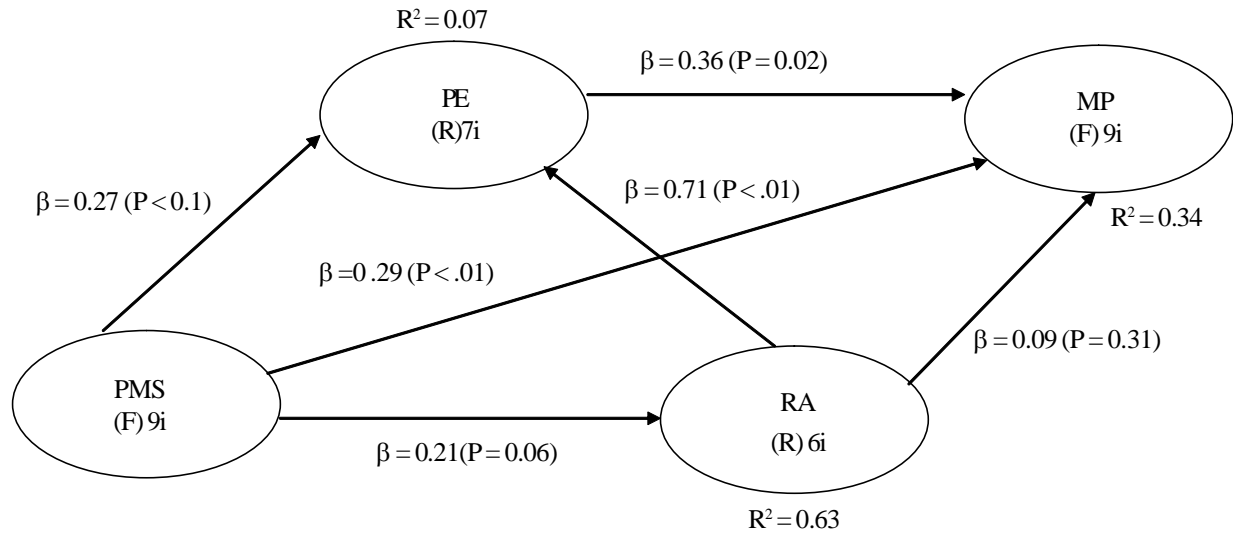 R² = 0.07
β = 0.36 (P = 0.02)
PE
(R)7i
MP
(F) 9i
β = 0.27 (P < 0.1)
β = 0.71 (P < .01)
R² = 0.34
β =0 .29 (P < .01)
β = 0.09 (P = 0.31)
PMS
(F) 9i
RA
(R) 6i
β = 0.21(P = 0.06)
R² = 0.63